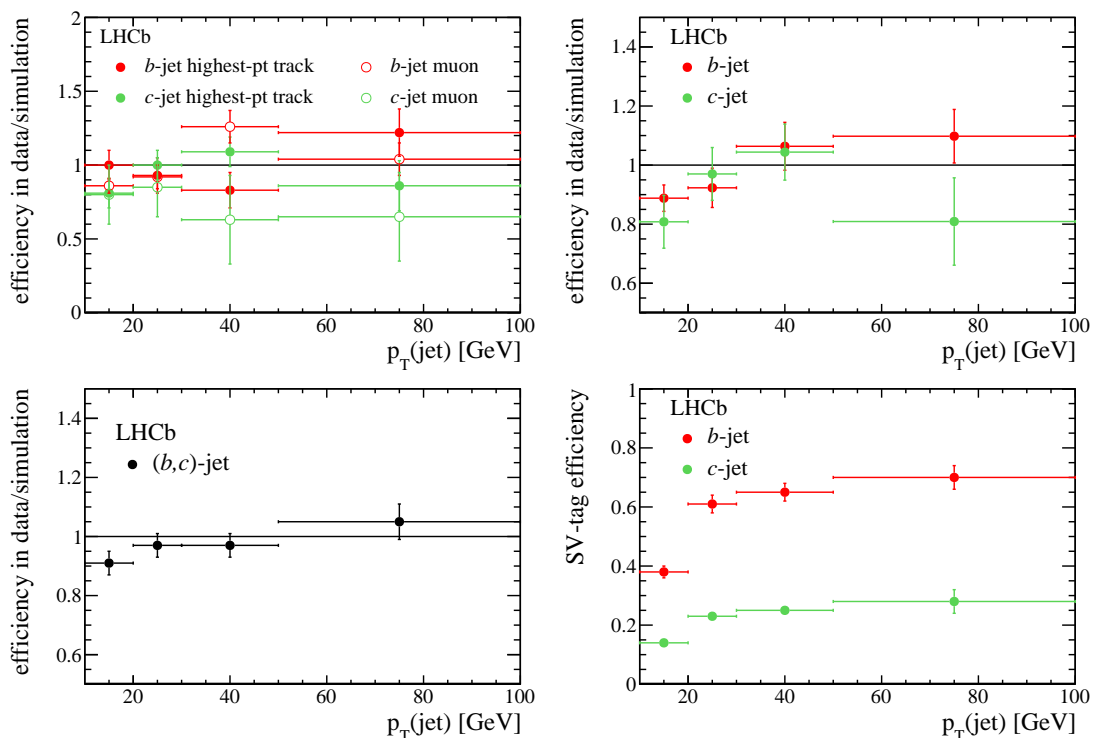 LHCb
b-jet highest-pt track
b-jet muon
c-jet highest-pt track
c-jet muon
efficiency in data/simulation
2
1.5
1
0.5
0
20 40 60 80 100
p_T(jet) [GeV]
LHCb
b-jet
c-jet
efficiency in data/simulation
1.4
1.2
1
0.8
0.6
20 40 60 80 100
p_T(jet) [GeV]
LHCb
(b,c)-jet
efficiency in data/simulation
1.4
1.2
1
0.8
0.6
20 40 60 80 100
p_T(jet) [GeV]
LHCb
b-jet
c-jet
SV-tag efficiency
1
0.8
0.6
0.4
0.2
0
20 40 60 80 100
p_T(jet) [GeV]